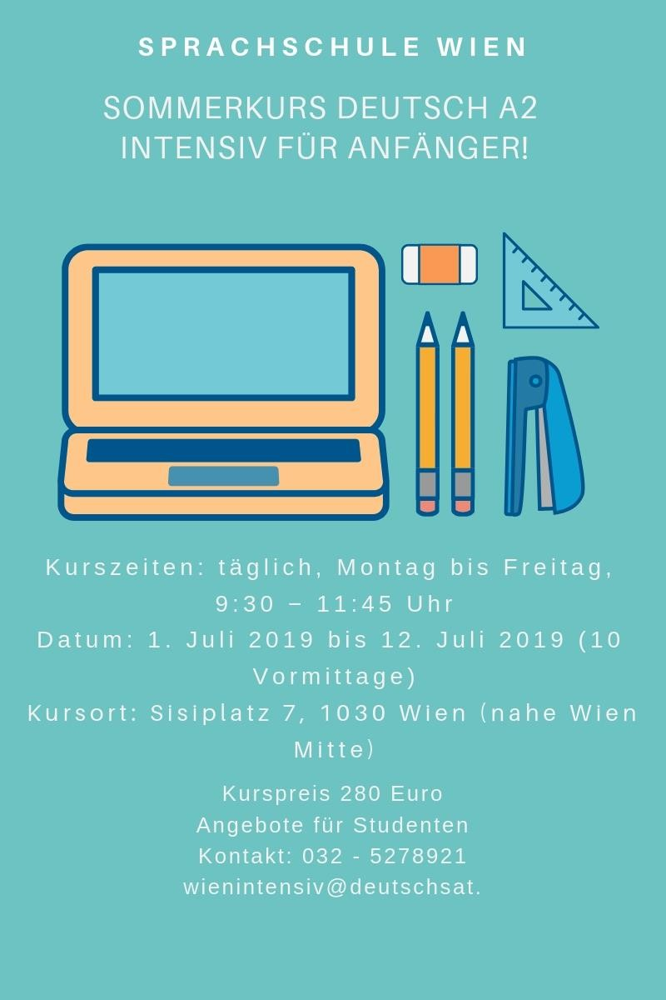 SPRACHSCHULE WIEN
SOMMERKURS DEUTSCH A2
INTENSIV FÜR ANFÄNGER!
Kurszeiten: täglich, Montag bis Freitag,
9:30 – 11:45 Uhr
Datum: 1. Juli 2019 bis 12. Juli 2019 (10
Vormittage)
Kursort: Sisiplatz 7, 1030 Wien (nahe Wien
Mitte)
Kurspreis 280 Euro
Angebote für Studenten
Kontakt: 032 - 5278921
wienintensiv@deutschsat.